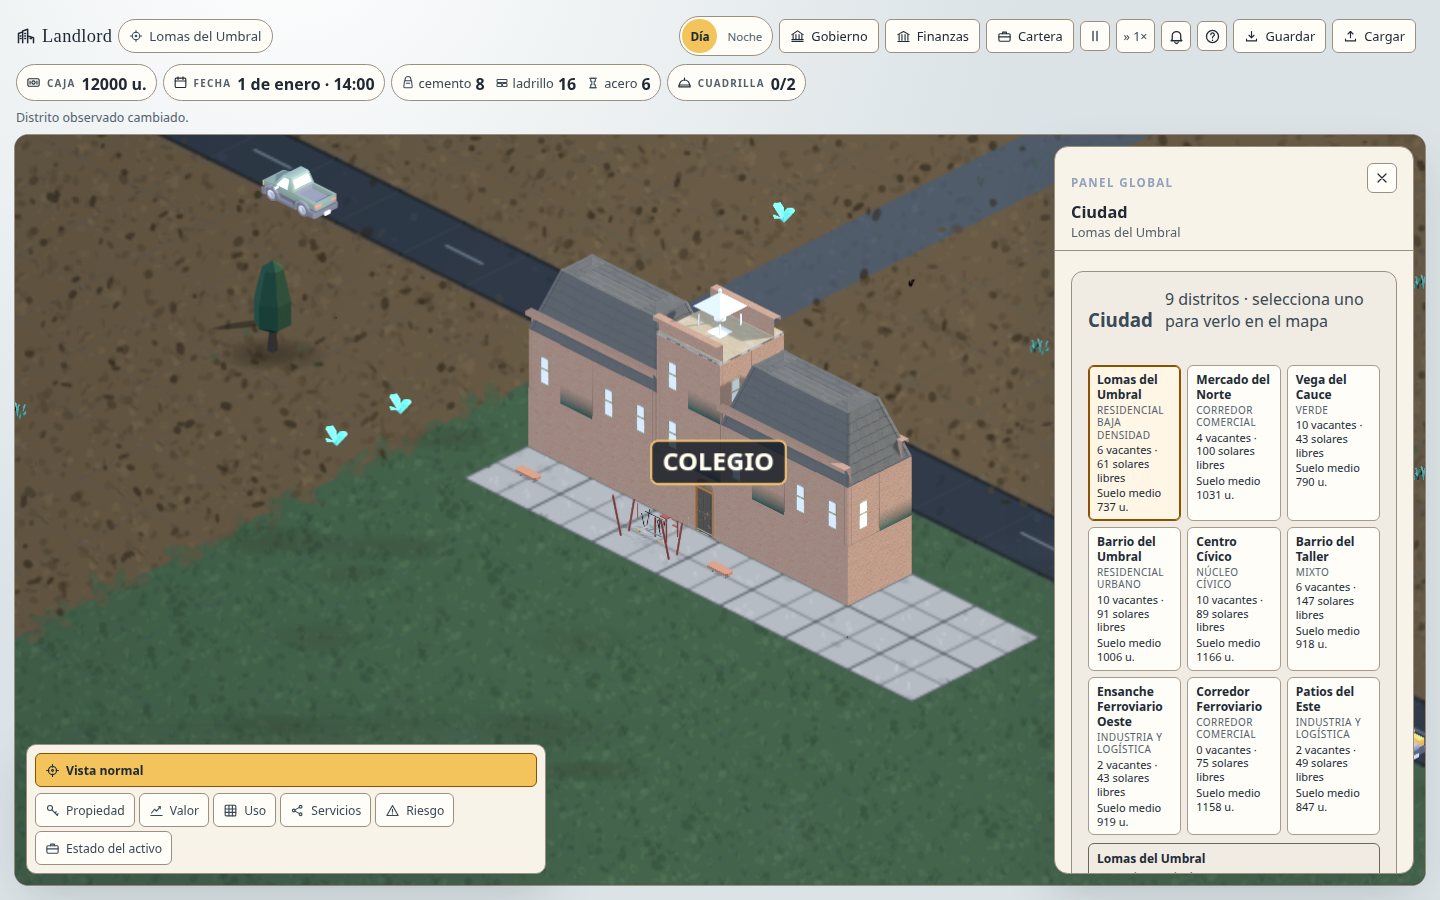 Landlord
Lomas del Umbral
Día
Noche
Gobierno
Finanzas
Cartera
» 1×
Guardar
Cargar
CAJA 12000 u.
FECHA 1 de enero · 14:00
cemento 8
ladrillo 16
acero 6
CUADRILLA 0/2
Distrito observado cambiado.
COLEGIO
Vista normal
Propiedad
Valor
Uso
Servicios
Riesgo
Estado del activo
PANEL GLOBAL
Ciudad
Lomas del Umbral
Ciudad
9 distritos · selecciona uno
para verlo en el mapa
Lomas del
Umbral
RESIDENCIAL
BAJA
DENSIDAD
6 vacantes ·
61 solares
libres
Suelo medio
737 u.
Mercado del
Norte
CORREDOR
COMERCIAL
4 vacantes ·
100 solares
libres
Suelo medio
1031 u.
Vega del
Cauce
VERDE
10 vacantes ·
43 solares
libres
Suelo medio
790 u.
Barrio del
Umbral
RESIDENCIAL
URBANO
10 vacantes ·
91 solares
libres
Suelo medio
1006 u.
Centro
Cívico
NÚCLEO
CÍVICO
10 vacantes ·
89 solares
libres
Suelo medio
1166 u.
Barrio del
Taller
MIXTO
6 vacantes ·
147 solares
libres
Suelo medio
918 u.
Ensanche
Ferroviario
Oeste
INDUSTRIA Y
LOGÍSTICA
2 vacantes ·
43 solares
libres
Suelo medio
919 u.
Corredor
Ferroviario
CORREDOR
COMERCIAL
0 vacantes ·
75 solares
libres
Suelo medio
1158 u.
Patios del
Este
INDUSTRIA Y
LOGÍSTICA
2 vacantes ·
49 solares
libres
Suelo medio
847 u.
Lomas del Umbral